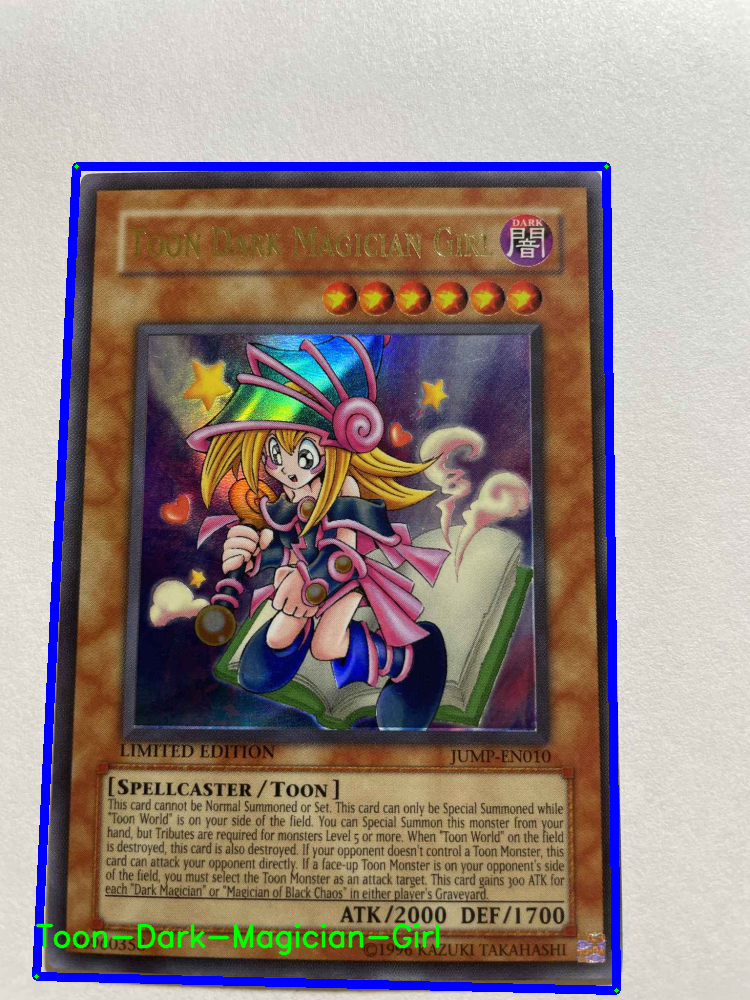 Toon Dark Magician Girl
DARK
闇
LIMITED EDITION
JUMP-EN010
[SPELLCASTER / TOON]
This card cannot be Normal Summoned or Set. This card can only be Special Summoned while
"Toon World" is on your side of the field. You can Special Summon this monster from your
hand, but Tributes are required for monsters Level 5 or more. When "Toon World" on the field
is destroyed, this card is also destroyed. If your opponent doesn't control a Toon Monster, this
card can attack your opponent directly. If a face-up Toon Monster is on your opponent's side
of the field, you must select the Toon Monster as an attack target. This card gains 300 ATK for
each "Dark Magician" or "Magician of Black Chaos" in either player's Graveyard.
ATK/2000 DEF/1700
Toon-Dark-Magician-Girl
©1996 KAZUKI TAKAHASHI